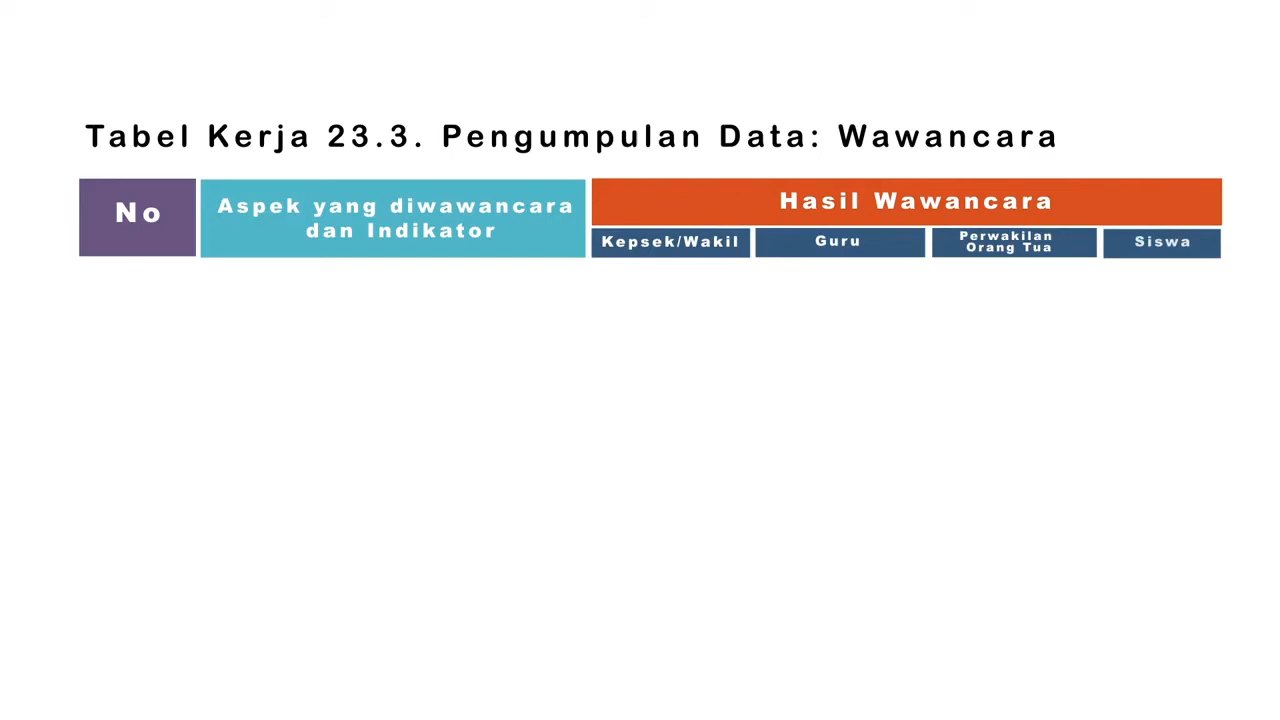 Tabel Kerja 23.3. Pengumpulan Data: Wawancara
No
Aspek yang diwawancara
dan Indikator
Hasil Wawancara
Kepsek/Wakil
Guru
Perwakilan
Orang Tua
Siswa